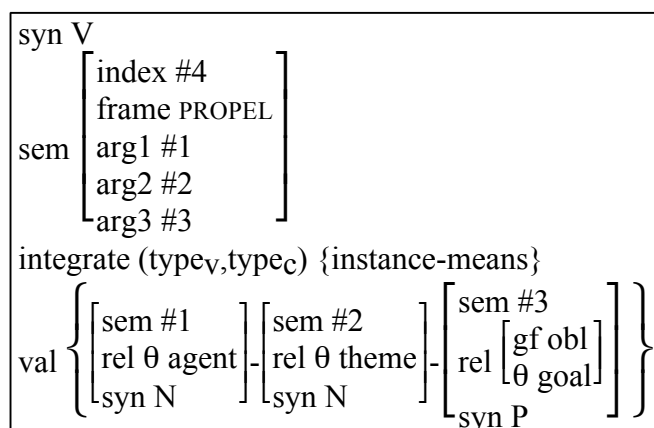 syn V
sem [index #4
frame PROPEL
arg1 #1
arg2 #2
arg3 #3]
integrate (typeV,typeC) {instance-means}
val {[sem #1
rel θ agent
syn N]-[sem #2
rel θ theme
syn N]-[sem #3
rel [gf obl
θ goal]
syn P]}